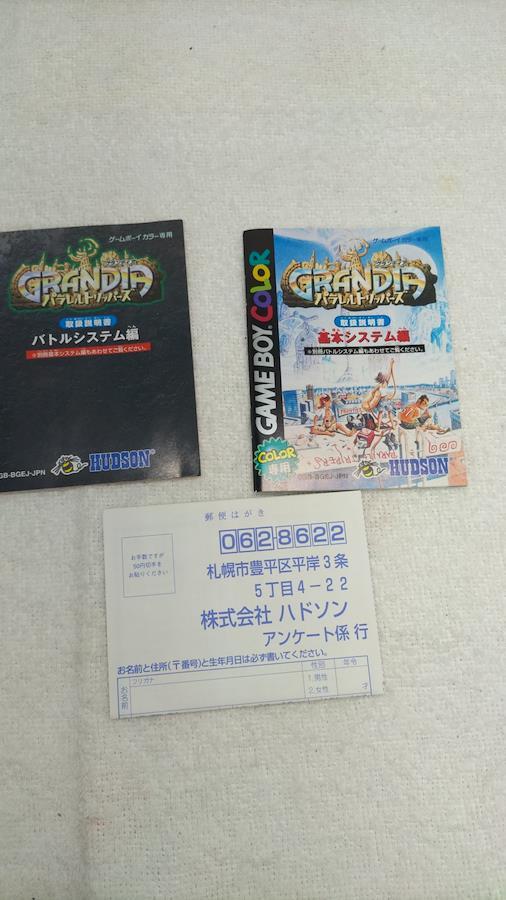 ゲームボーイ カラー専用
GRANDIA
パラレルトリッパーズ
取扱説明書
バトルシステム編
※別冊基本システム編もあわせてご覧ください。
HUDSON
GB-BGEJ-JPN
GAME BOY COLOR
ゲームボーイ カラー専用
GRANDIA
パラレルトリッパーズ
取扱説明書
基本システム編
※別冊バトルシステム編もあわせてご覧ください。
COLOR
専用
HUDSON
CGB-BGEJ-JPN
郵便はがき
062-8622
お手数ですが
50円切手を
お貼りください
札幌市豊平区平岸3条
5丁目4-22
株式会社 ハドソン
アンケート係 行
お名前と住所(〒番号)と生年月日は必ず書いてください。
フリガナ
性別
年令
お名前
1.男性
2.女性
才